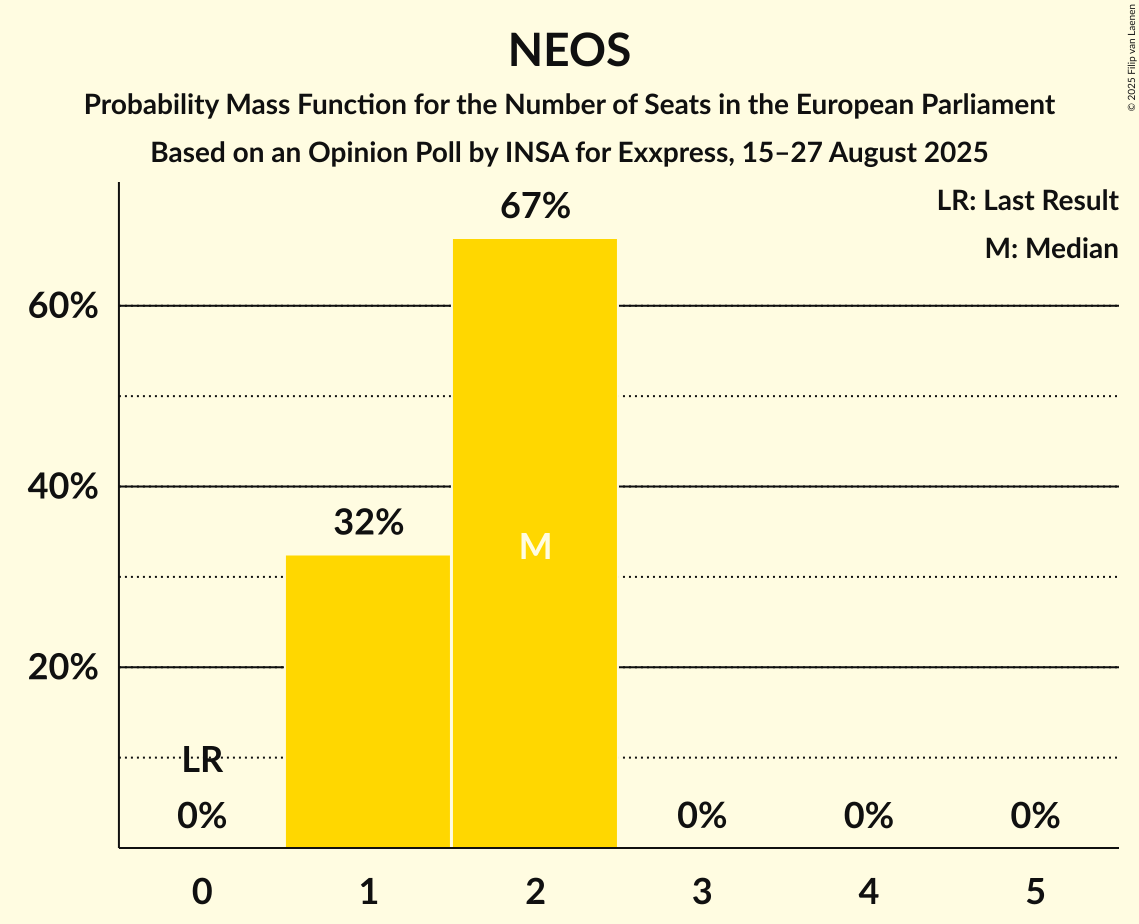 NEOS
Probability Mass Function for the Number of Seats in the European Parliament
Based on an Opinion Poll by INSA for Exxpress, 15–27 August 2025
© 2025 Filip van Laenen
LR: Last Result
M: Median
67%
60%
40%
32%
M
20%
LR
0%
0%
0%
0%
0
1
2
3
4
5